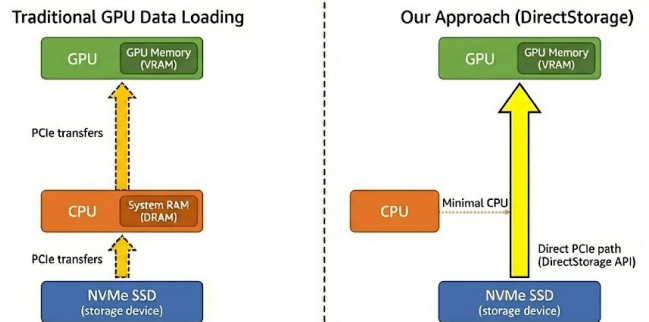 Traditional GPU Data Loading
GPU
GPU Memory
(VRAM)
PCIe transfers
CPU
System RAM
(DRAM)
PCIe transfers
NVMe SSD
(storage device)
Our Approach (DirectStorage)
GPU
GPU Memory
(VRAM)
CPU
Minimal CPU
Direct PCIe path
(DirectStorage API)
NVMe SSD
(storage device)